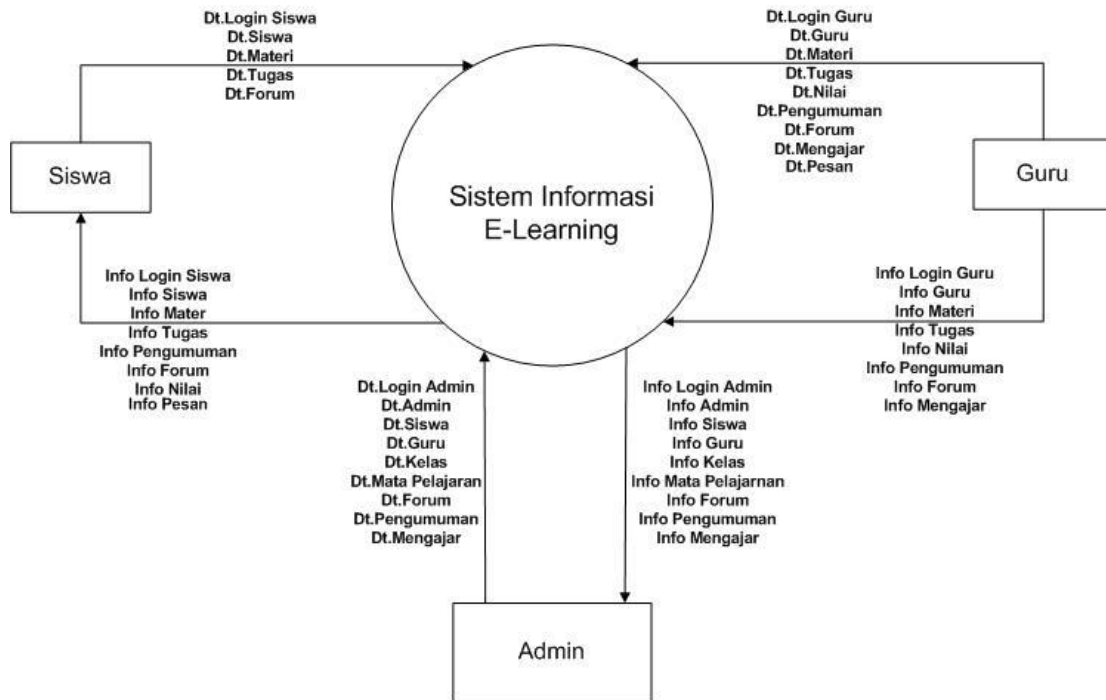 Dt.Login Siswa
Dt.Siswa
Dt.Materi
Dt.Tugas
Dt.Forum
Dt.Login Guru
Dt.Guru
Dt.Materi
Dt.Tugas
Dt.Nilai
Dt.Pengumuman
Dt.Forum
Dt.Mengajar
Dt.Pesan
Siswa
Sistem Informasi
E-Learning
Guru
Info Login Siswa
Info Siswa
Info Mater
Info Tugas
Info Pengumuman
Info Forum
Info Nilai
Info Pesan
Info Login Guru
Info Guru
Info Materi
Info Tugas
Info Nilai
Info Pengumuman
Info Forum
Info Mengajar
Dt.Login Admin
Dt.Admin
Dt.Siswa
Dt.Guru
Dt.Kelas
Dt.Mata Pelajaran
Dt.Forum
Dt.Pengumuman
Dt.Mengajar
Info Login Admin
Info Admin
Info Siswa
Info Guru
Info Kelas
Info Mata Pelajarnan
Info Forum
Info Pengumuman
Info Mengajar
Admin